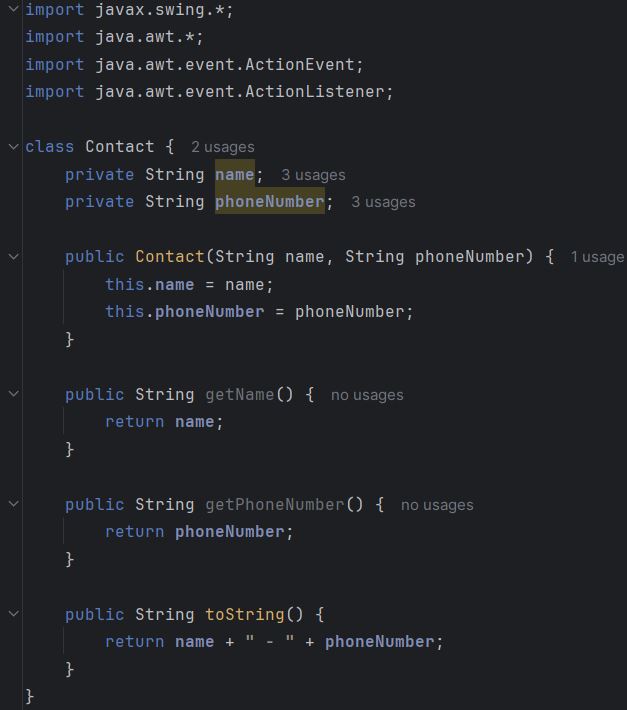 import javax.swing.*;
import java.awt.*;
import java.awt.event.ActionEvent;
import java.awt.event.ActionListener;

class Contact {  2 usages
    private String name;  3 usages
    private String phoneNumber;  3 usages

    public Contact(String name, String phoneNumber) {  1 usage
        this.name = name;
        this.phoneNumber = phoneNumber;
    }

    public String getName() {  no usages
        return name;
    }

    public String getPhoneNumber() {  no usages
        return phoneNumber;
    }

    public String toString() {
        return name + " - " + phoneNumber;
    }
}